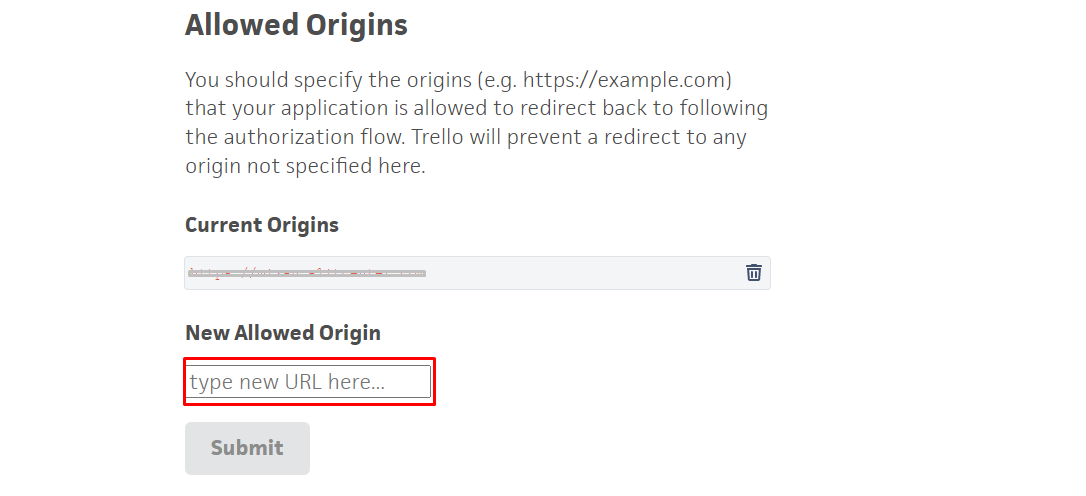 Allowed Origins
You should specify the origins (e.g. https://example.com)
that your application is allowed to redirect back to following
the authorization flow. Trello will prevent a redirect to any
origin not specified here.
Current Origins
New Allowed Origin
type new URL here...
Submit